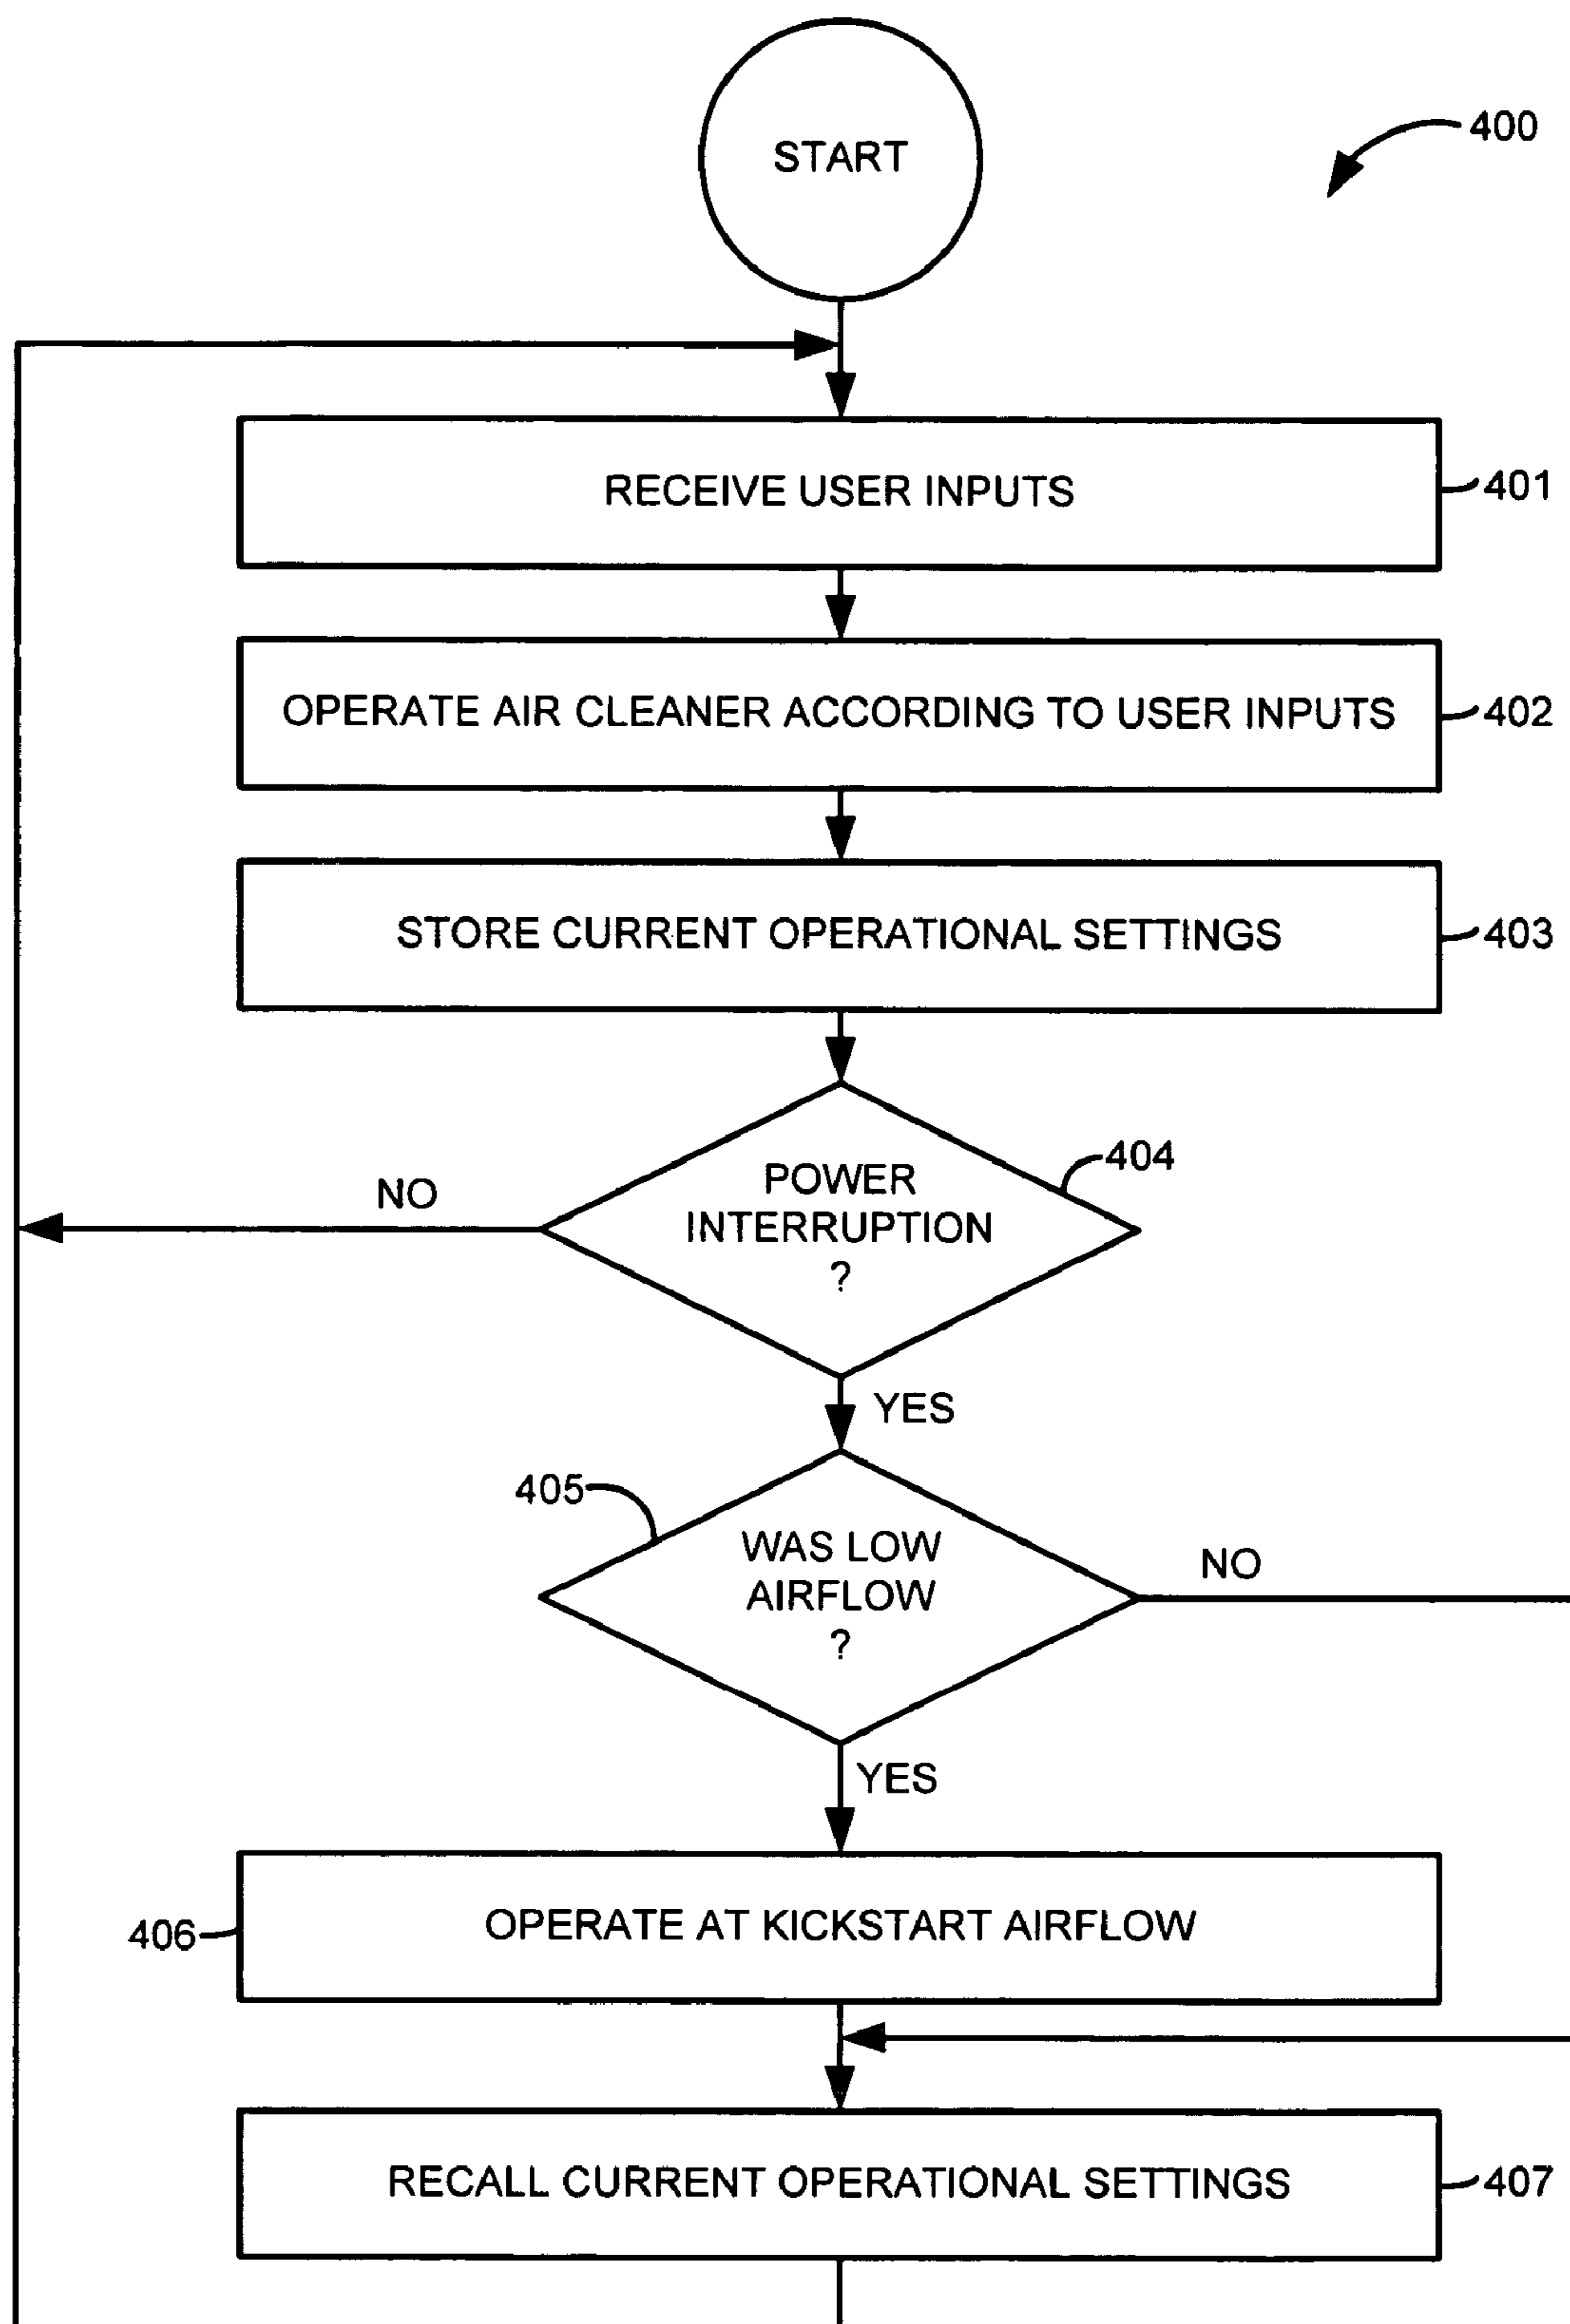 START
400
RECEIVE USER INPUTS
401
OPERATE AIR CLEANER ACCORDING TO USER INPUTS
402
STORE CURRENT OPERATIONAL SETTINGS
403
POWER
INTERRUPTION
?
404
NO
YES
405
WAS LOW
AIRFLOW
?
NO
YES
406
OPERATE AT KICKSTART AIRFLOW
RECALL CURRENT OPERATIONAL SETTINGS
407